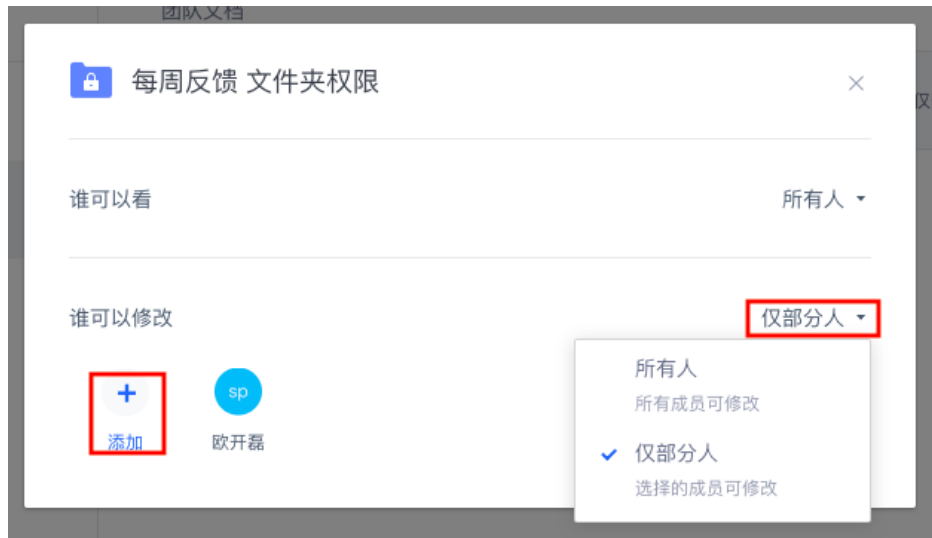 团队文档
每周反馈 文件夹权限
仅
谁可以看
所有人
谁可以修改
仅部分人
添加
sp
欧开磊
所有人
所有成员可修改
仅部分人
选择的成员可修改